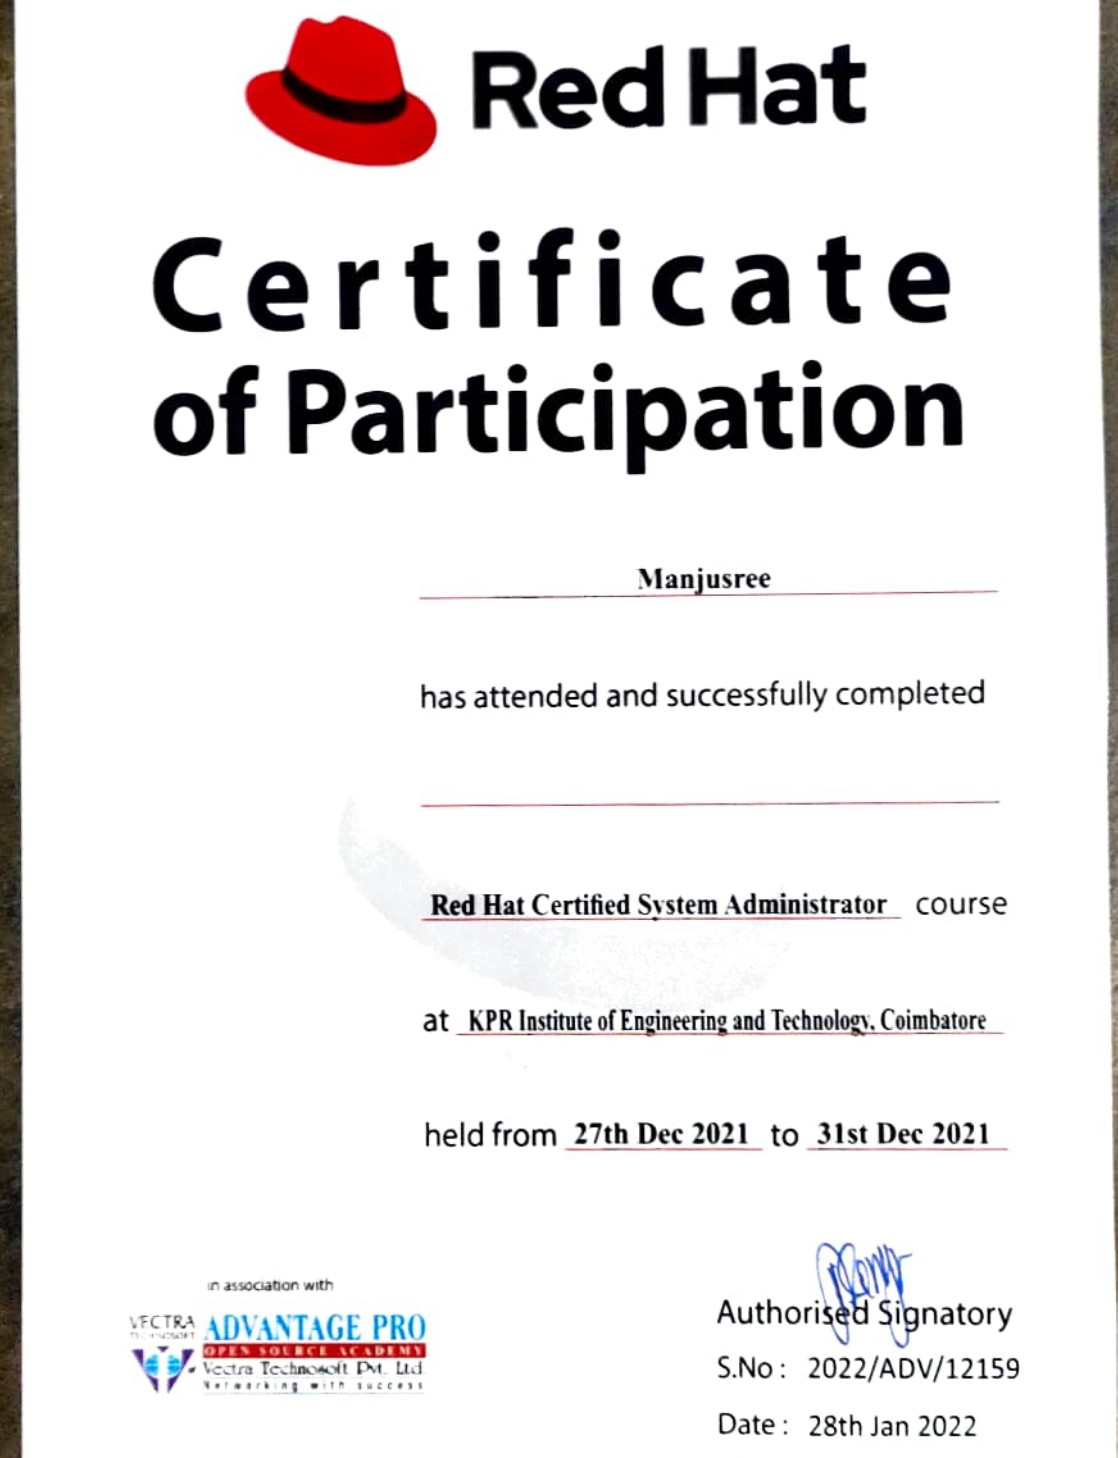 Red Hat
Certificate
of Participation
Manjusree
has attended and successfully completed
Red Hat Certified System Administrator course
at KPR Institute of Engineering and Technology, Coimbatore
held from 27th Dec 2021 to 31st Dec 2021
in association with
VECTRA
TECHNOSOFT
ADVANTAGE PRO
OPEN SOURCE ACADEMY
Vectra Technosoft Pvt. Ltd.
Networking with success
Authorised Signatory
S.No : 2022/ADV/12159
Date : 28th Jan 2022